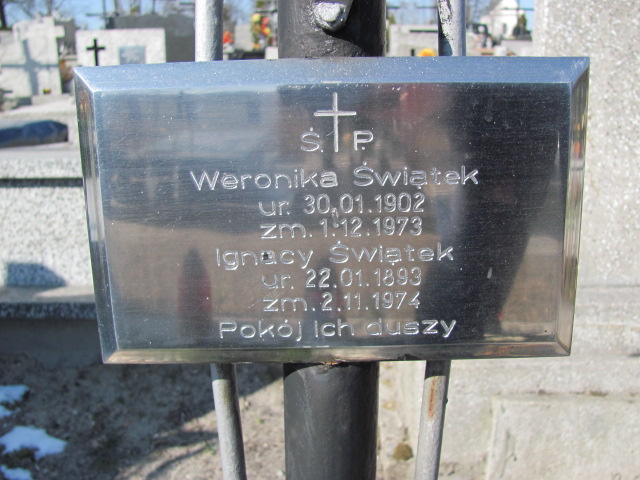 Ś. P.
Weronika Świątek
ur. 30.01.1902
zm. 1.12.1973
Ignacy Świątek
ur. 22.01.1893
zm. 2.11.1974
Pokój Ich duszy